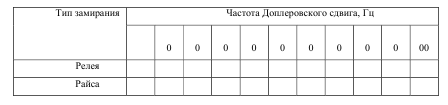 Тип замирания Частота Доплеровского сдвига, Гц
0 0 0 0 0 0 0 0 0 00
Релея
Райса